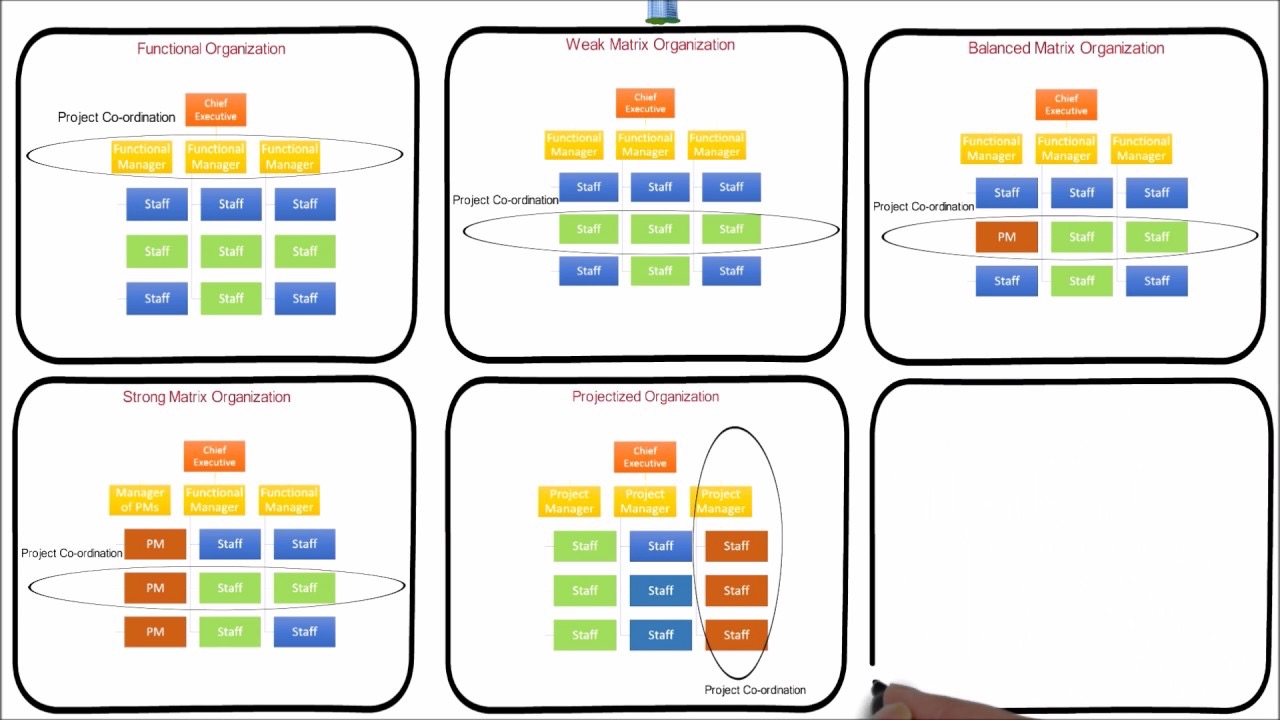 Functional Organization
Project Co-ordination
Chief
Executive
Functional
Manager
Functional
Manager
Functional
Manager
Staff
Staff
Staff
Staff
Staff
Staff
Staff
Staff
Staff
Weak Matrix Organization
Chief
Executive
Functional
Manager
Functional
Manager
Functional
Manager
Staff
Staff
Staff
Project Co-ordination
Staff
Staff
Staff
Staff
Staff
Staff
Balanced Matrix Organization
Chief
Executive
Functional
Manager
Functional
Manager
Functional
Manager
Staff
Staff
Staff
Project Co-ordination
PM
Staff
Staff
Staff
Staff
Staff
Strong Matrix Organization
Chief
Executive
Manager
of PMs
Functional
Manager
Functional
Manager
PM
Staff
Staff
Project Co-ordination
PM
Staff
Staff
PM
Staff
Staff
Projectized Organization
Chief
Executive
Project
Manager
Project
Manager
Project
Manager
Staff
Staff
Staff
Staff
Staff
Staff
Staff
Staff
Staff
Project Co-ordnation